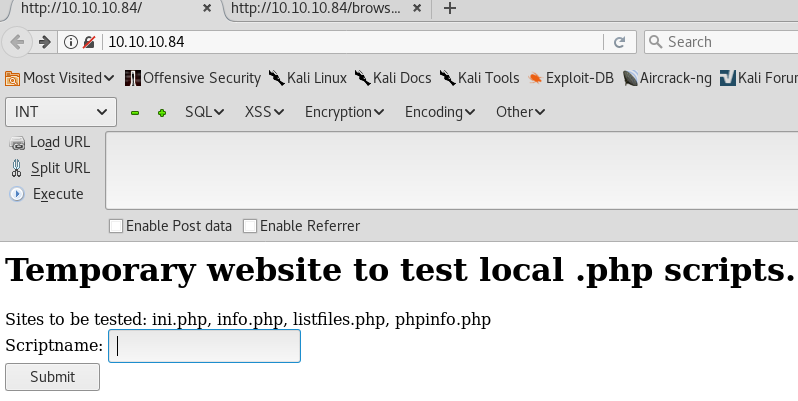 http://10.10.10.84/ × http://10.10.10.84/brows... × +
10.10.10.84 Search
Most Visited Offensive Security Kali Linux Kali Docs Kali Tools Exploit-DB Aircrack-ng Kali Forur
INT SQL XSS Encryption Encoding Other
Load URL
Split URL
Execute
Enable Post data Enable Referrer
Temporary website to test local .php scripts.
Sites to be tested: ini.php, info.php, listfiles.php, phpinfo.php
Scriptname:
Submit